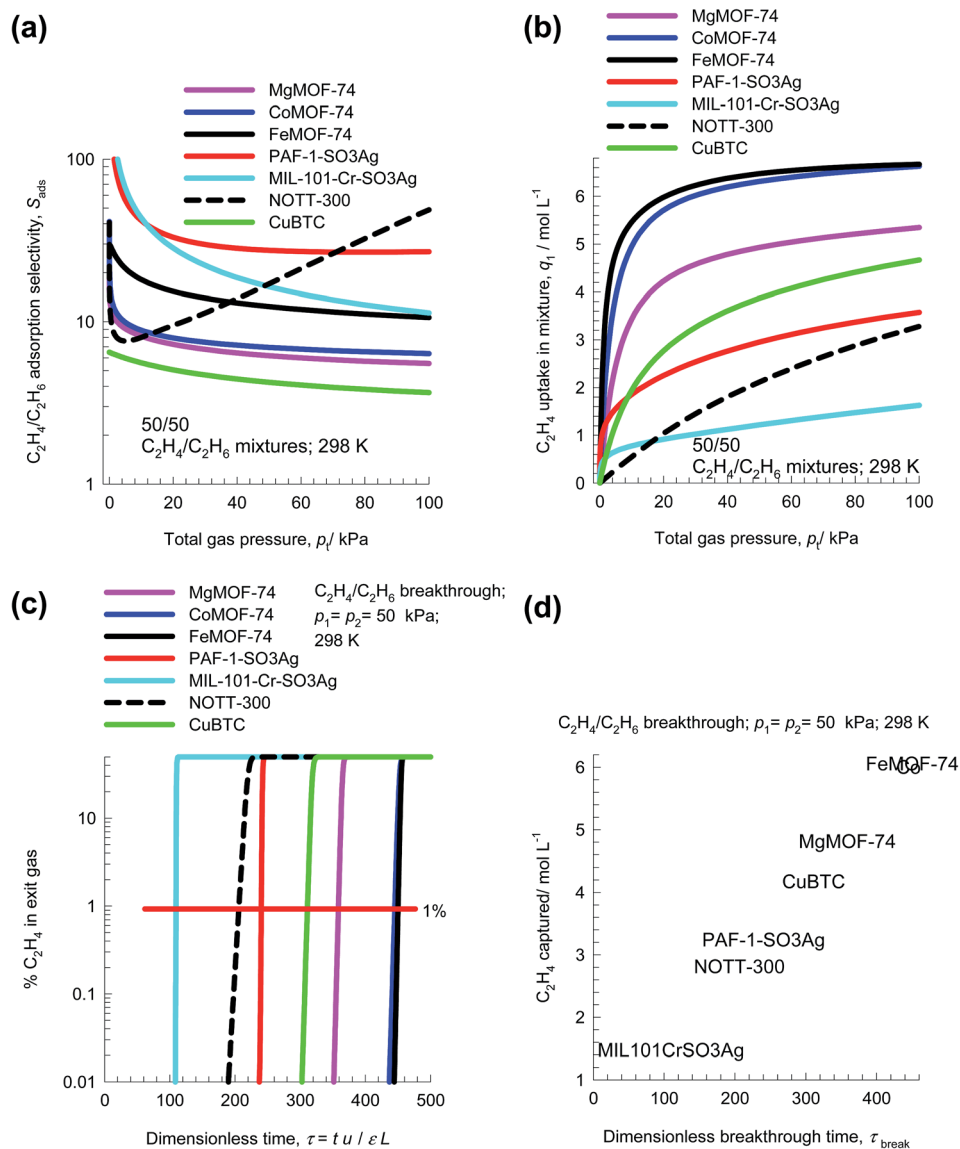 (a)
MgMOF-74
CoMOF-74
FeMOF-74
PAF-1-SO3Ag
MIL-101-Cr-SO3Ag
NOTT-300
CuBTC
C₂H₄/C₂H₆ adsorption selectivity, S_ads
100
10
1
50/50
C₂H₄/C₂H₆ mixtures; 298 K
0 20 40 60 80 100
Total gas pressure, pₜ/ kPa
(b)
MgMOF-74
CoMOF-74
FeMOF-74
PAF-1-SO3Ag
MIL-101-Cr-SO3Ag
NOTT-300
CuBTC
C₂H₄ uptake in mixture, q₁ / mol L⁻¹
6
5
4
3
2
1
0
50/50
C₂H₄/C₂H₆ mixtures; 298 K
0 20 40 60 80 100
Total gas pressure, pₜ/ kPa
(c)
MgMOF-74
CoMOF-74
FeMOF-74
PAF-1-SO3Ag
MIL-101-Cr-SO3Ag
NOTT-300
CuBTC
C₂H₄/C₂H₆ breakthrough;
p₁= p₂= 50 kPa;
298 K
% C₂H₄ in exit gas
10
1
0.1
0.01
1%
0 100 200 300 400 500
Dimensionless time, τ = t u / ε L
(d)
C₂H₄/C₂H₆ breakthrough; p₁= p₂= 50 kPa; 298 K
C₂H₄ captured/ mol L⁻¹
6
5
4
3
2
1
FeMOF-74
Co
MgMOF-74
CuBTC
PAF-1-SO3Ag
NOTT-300
MIL101CrSO3Ag
0 100 200 300 400
Dimensionless breakthrough time, τ_break